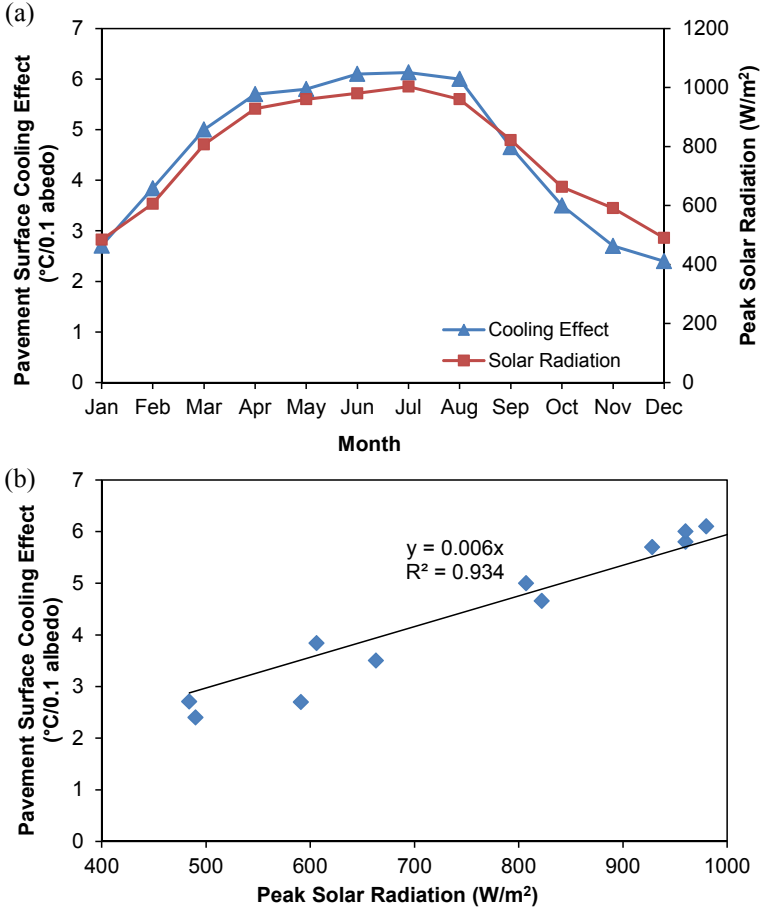 (a)
7
6
5
4
3
2
1
0
Pavement Surface Cooling Effect
(°C/0.1 albedo)
1200
1000
800
600
400
200
0
Peak Solar Radiation (W/m²)
Cooling Effect
Solar Radiation
Jan Feb Mar Apr May Jun Jul Aug Sep Oct Nov Dec
Month
(b)
7
6
5
4
3
2
1
0
Pavement Surface Cooling Effect
(°C/0.1 albedo)
y = 0.006x
R² = 0.934
400 500 600 700 800 900 1000
Peak Solar Radiation (W/m²)